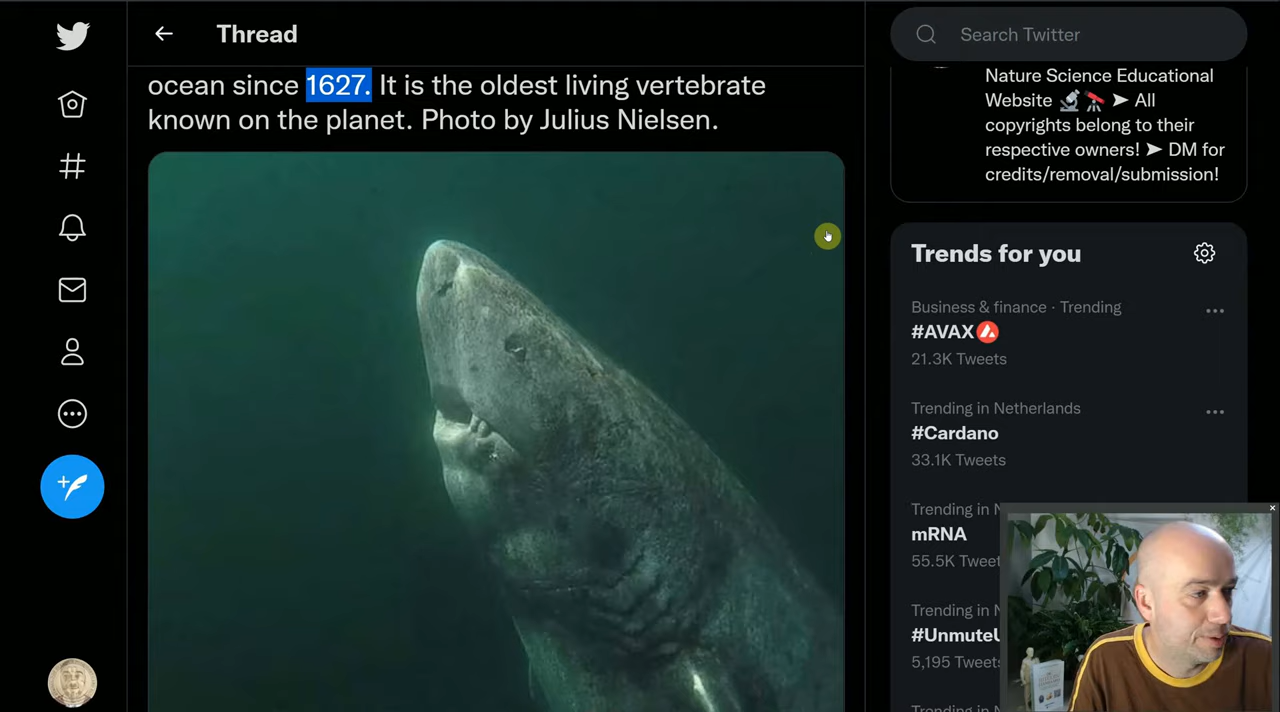 Thread
Search Twitter
ocean since 1627. It is the oldest living vertebrate
known on the planet. Photo by Julius Nielsen.
Nature Science Educational
Website 🔬🔭 ➤ All
copyrights belong to their
respective owners! ➤ DM for
credits/removal/submission!
Trends for you
Business & finance · Trending
#AVAX
21.3K Tweets
Trending in Netherlands
#Cardano
33.1K Tweets
Trending in N
mRNA
55.5K Tweet
Trending in N
#UnmuteU
5,195 Tweets